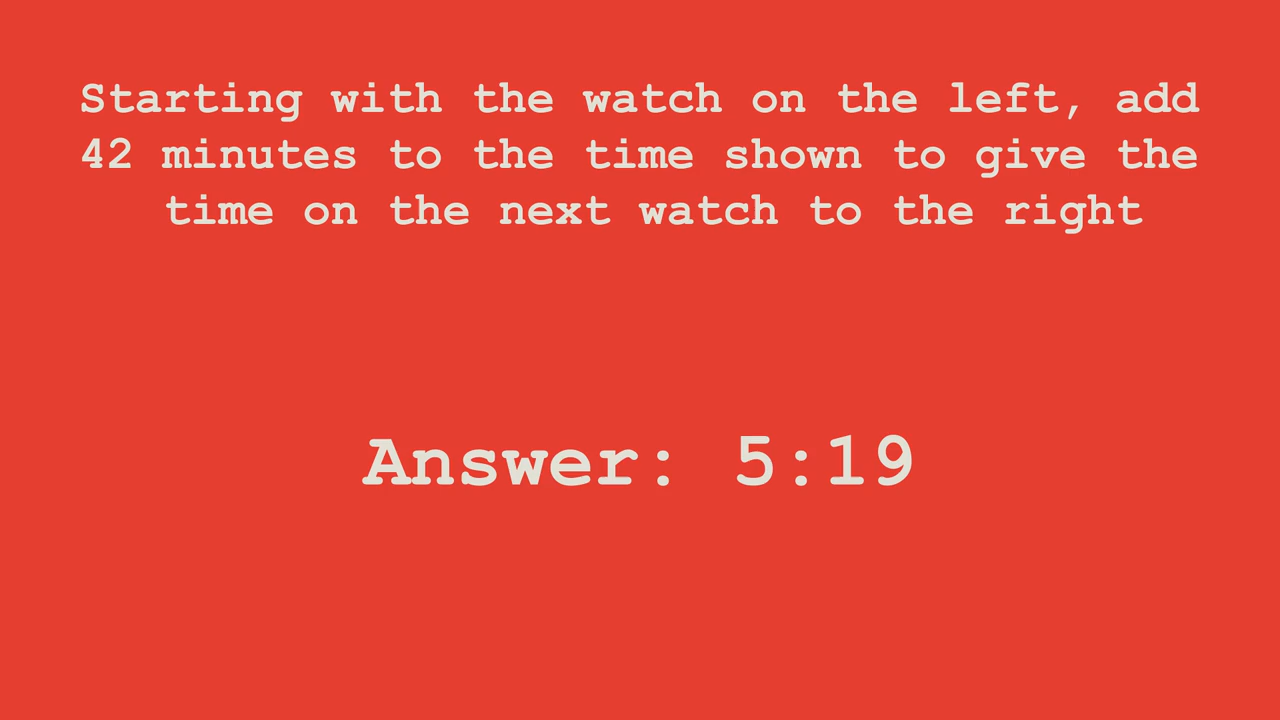 Starting with the watch on the left, add
42 minutes to the time shown to give the
time on the next watch to the right
Answer: 5:19